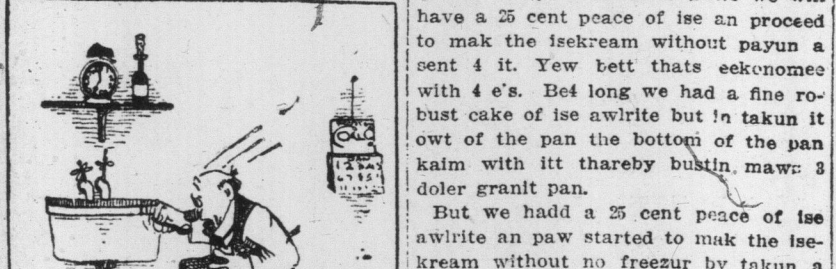 have a 25 cent peace of ise an proceed
to mak the isekream without payun a
sent 4 it. Yew bett thats eekonomee
with 4 e's. Be4 long we had a fine ro-
bust cake of ise awlrite but in takun it
owt of the pan the bottom of the pan
kaim with itt thareby bustin maw's 3
doler granit pan.
But we hadd a 25 cent peace of ise
awlrite an paw started to mak the ise-
kream without no freezur by takun a